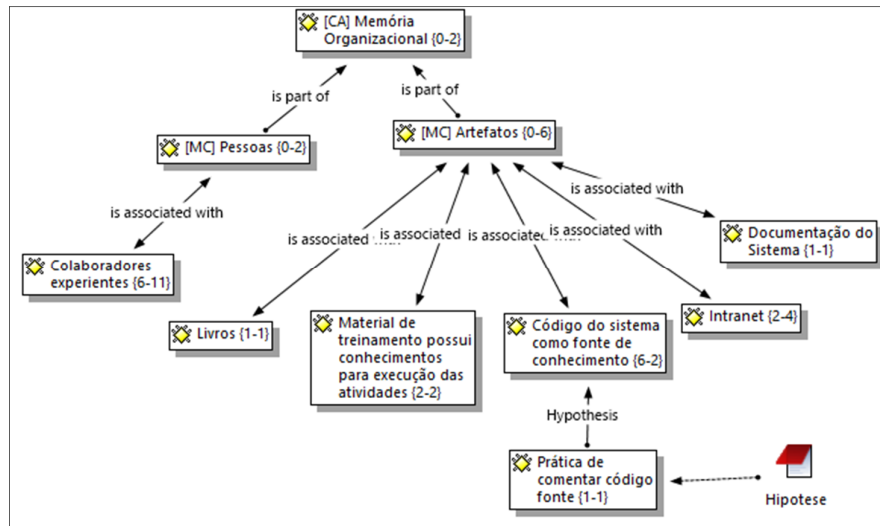 [CA] Memória
Organizacional {0-2}
is part of
is part of
[MC] Pessoas {0-2}
[MC] Artefatos {0-6}
is associated with
is associated with
Documentação do
Sistema {1-1}
is associated with
is associated
is associated with
is associated with
Colaboradores
experientes {6-11}
Livros {1-1}
Material de
treinamento possui
conhecimentos
para execução das
atividades {2-2}
Código do sistema
como fonte de
conhecimento {6-2}
Intranet {2-4}
Hypothesis
Prática de
comentar código
fonte {1-1}
Hipotese